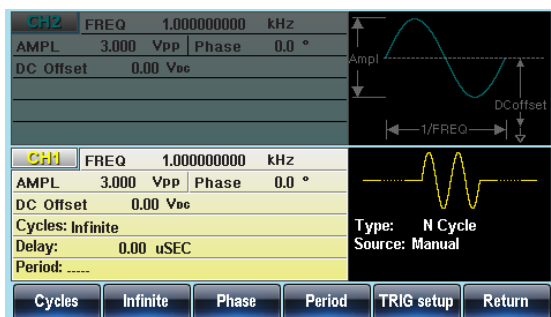 CH2 FREQ 1.000000000 kHz
AMPL 3.000 Vpp Phase 0.0 °
DC Offset 0.00 VDC
Ampl
DCoffset
1/FREQ
CH1 FREQ 1.000000000 kHz
AMPL 3.000 Vpp Phase 0.0 °
DC Offset 0.00 VDC
Cycles: Infinite
Delay: 0.00 uSEC
Period: -----
Type: N Cycle
Source: Manual
Cycles Infinite Phase Period TRIG setup Return